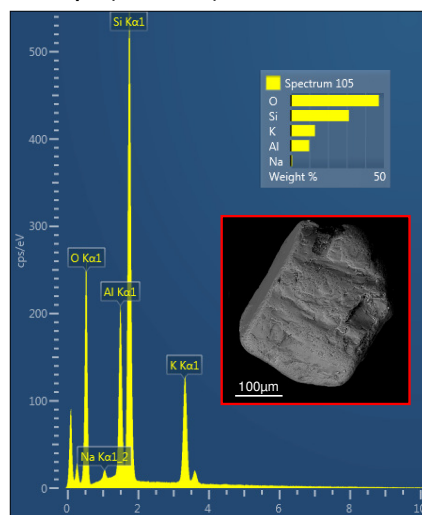 Si Kα1
500
Spectrum 105
O
Si
K
Al
Na
Weight % 50
400
300
cps/eV
O Kα1
Al Kα1
200
K Kα1
100µm
100
Na Kα1_2
0
0 2 4 6 8 10